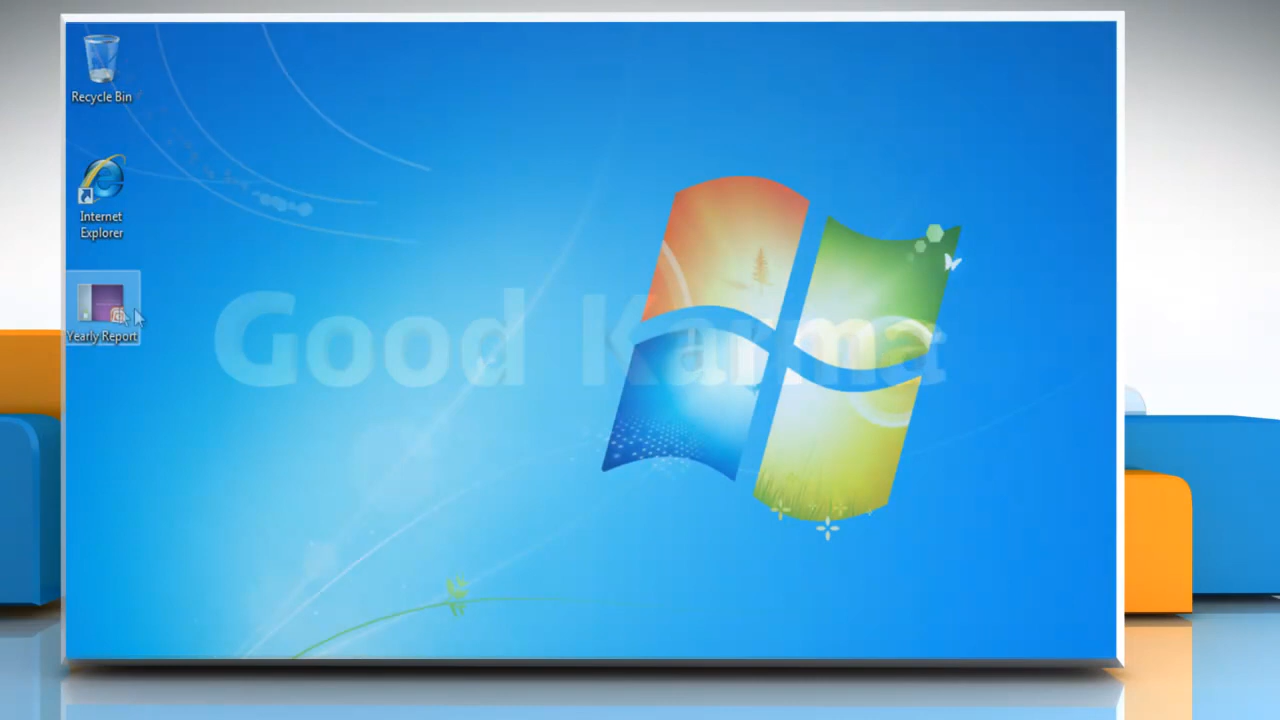 Recycle Bin
Internet
Explorer
Yearly Report
Good Karma